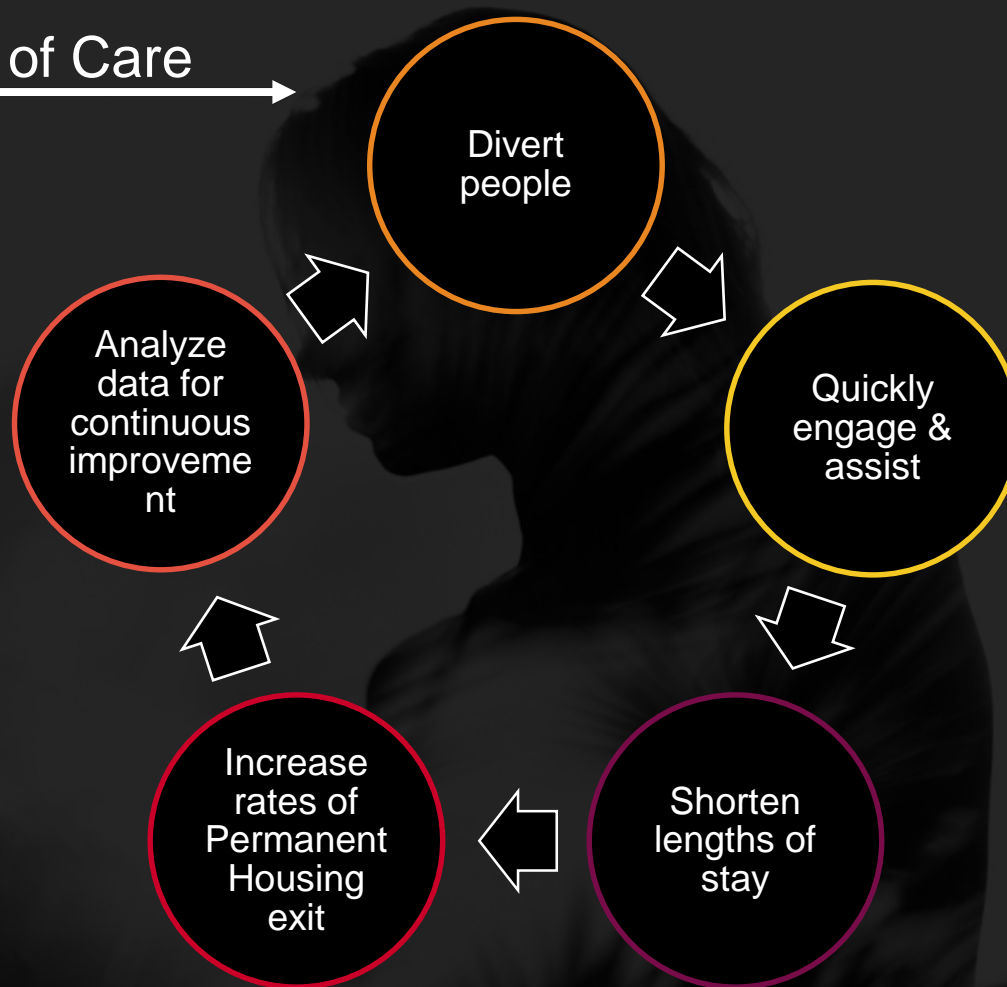 of Care
Divert
people
Quickly
engage &
assist
Shorten
lengths of
stay
Increase
rates of
Permanent
Housing
exit
Analyze
data for
continuous
improveme
nt